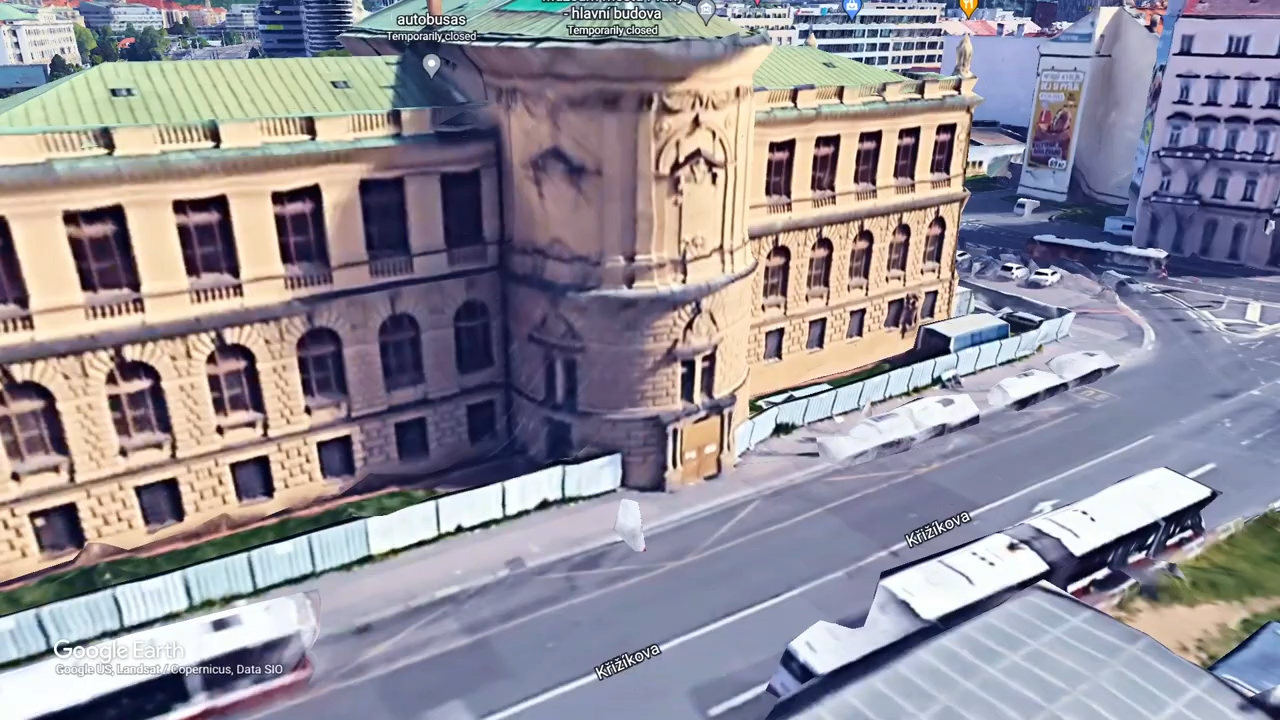 autobusas
Temporarily closed
- hlavní budova
Temporarily closed
Křižíkova
Křižíkova
Google Earth
Google US, Landsat / Copernicus, Data SIO